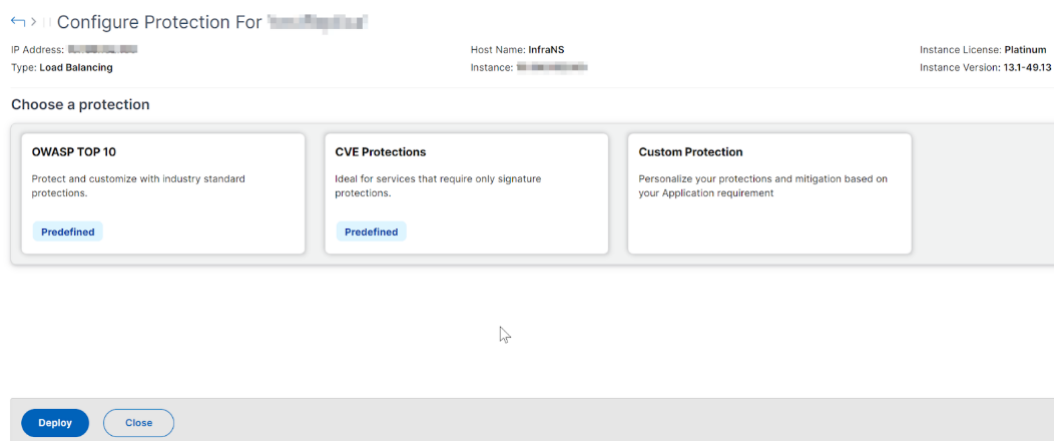 Configure Protection For
IP Address:
Host Name: InfraNS
Instance License: Platinum
Type: Load Balancing
Instance:
Instance Version: 13.1-49.13
Choose a protection
OWASP TOP 10
Protect and customize with industry standard
protections.
Predefined
CVE Protections
Ideal for services that require only signature
protections.
Predefined
Custom Protection
Personalize your protections and mitigation based on
your Application requirement
Deploy
Close